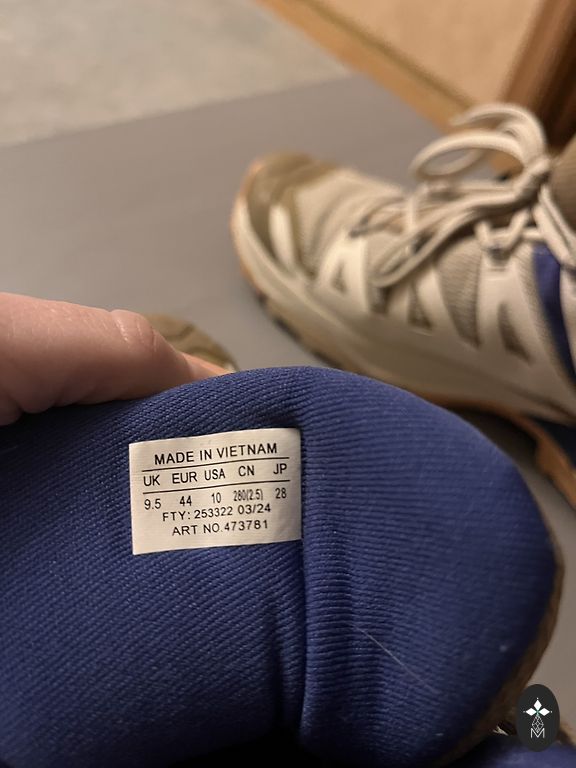 MADE IN VIETNAM
UK EUR USA CN JP
9.5 44 10 280(2.5) 28
FTY: 253322 03/24
ART NO. 473781
M